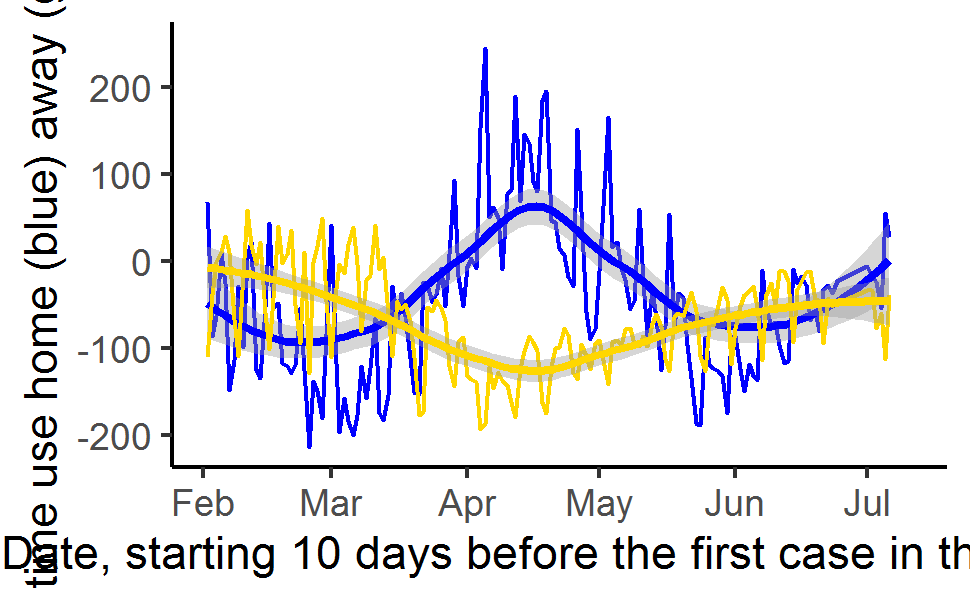 time use home (blue) away (g
200
100
0
-100
-200
Feb Mar Apr May Jun Jul
Date, starting 10 days before the first case in th